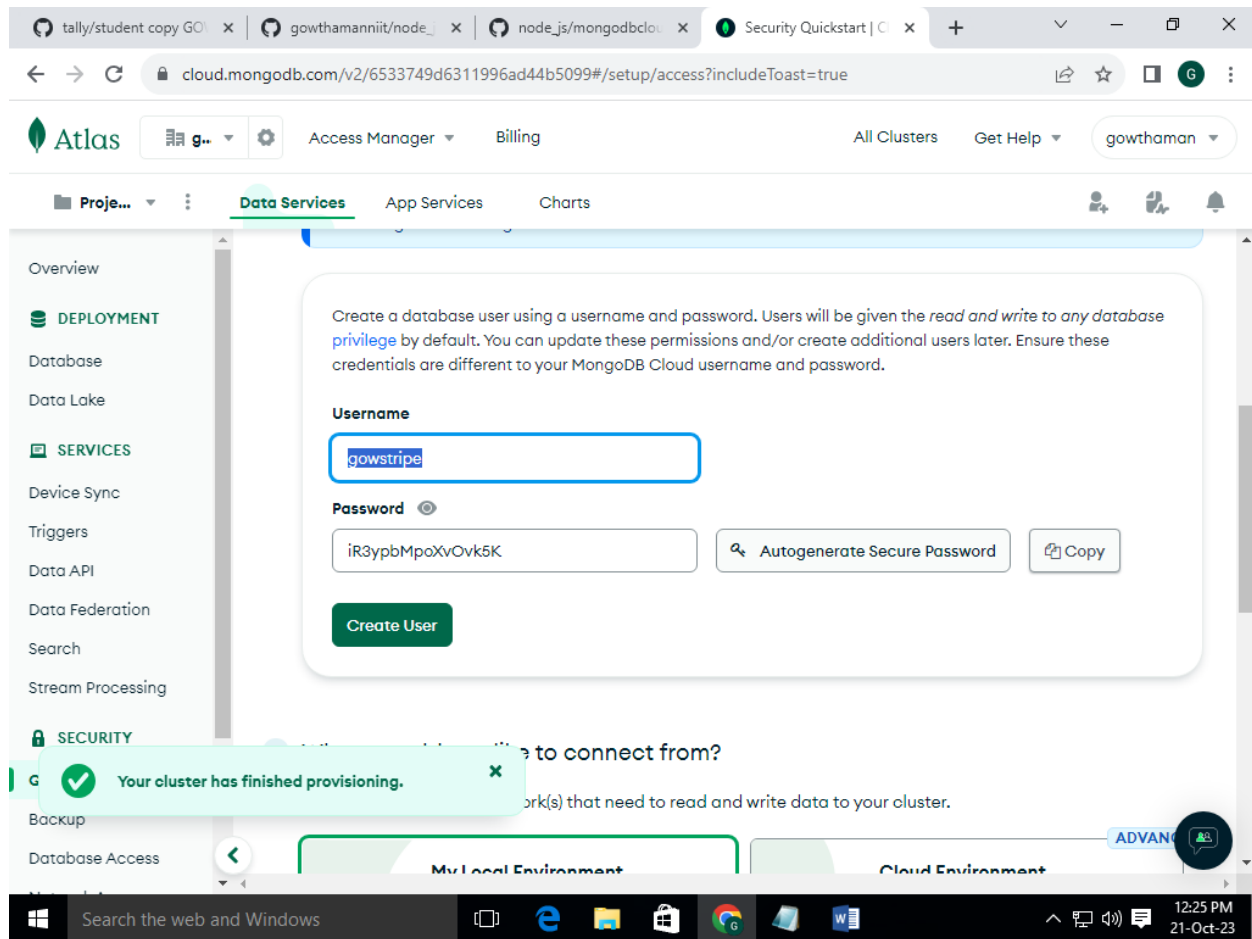 tally/student copy GO
gowthamanniit/node_j
node_js/mongodbclou
Security Quickstart | C
cloud.mongodb.com/v2/6533749d6311996ad44b5099#/setup/access?includeToast=true
G
Atlas
g..
Access Manager
Billing
All Clusters
Get Help
gowthaman
Proje...
Data Services
App Services
Charts
Overview
DEPLOYMENT
Database
Data Lake
SERVICES
Device Sync
Triggers
Data API
Data Federation
Search
Stream Processing
SECURITY
G
Backup
Database Access
Create a database user using a username and password. Users will be given the read and write to any database
privilege by default. You can update these permissions and/or create additional users later. Ensure these
credentials are different to your MongoDB Cloud username and password.
Username
gowstripe
Password
iR3ypbMpoXvOvk5K
Autogenerate Secure Password
Copy
Create User
to connect from?
Your cluster has finished provisioning.
ork(s) that need to read and write data to your cluster.
ADVANC
My Local Environment
Cloud Environment
Search the web and Windows
12:25 PM
21-Oct-23